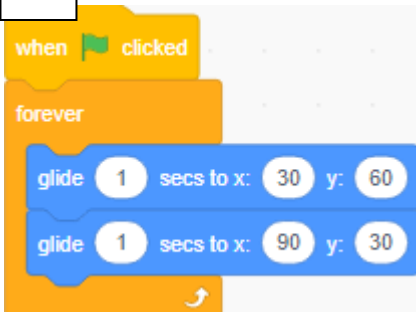 when clicked
forever
glide 1 secs to x: 30 y: 60
glide 1 secs to x: 90 y: 30